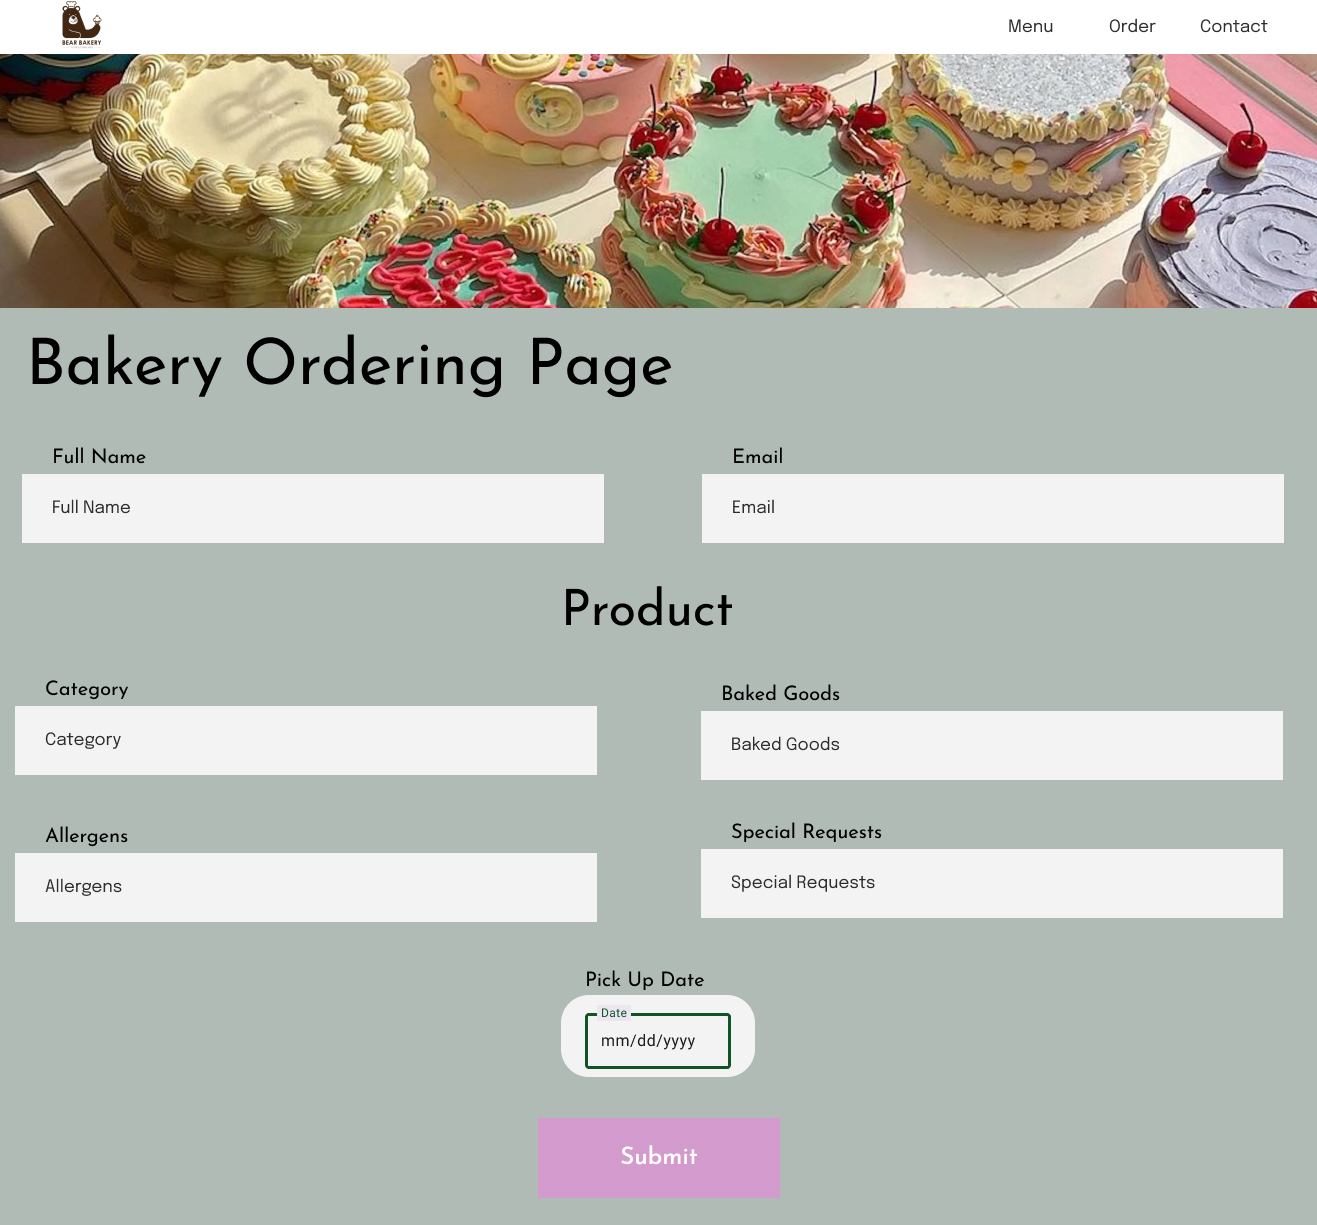 BEAR BAKERY
Menu Order Contact
Bakery Ordering Page
Full Name
Full Name
Email
Email
Product
Category
Category
Baked Goods
Baked Goods
Allergens
Allergens
Special Requests
Special Requests
Pick Up Date
Date
mm/dd/yyyy
Submit